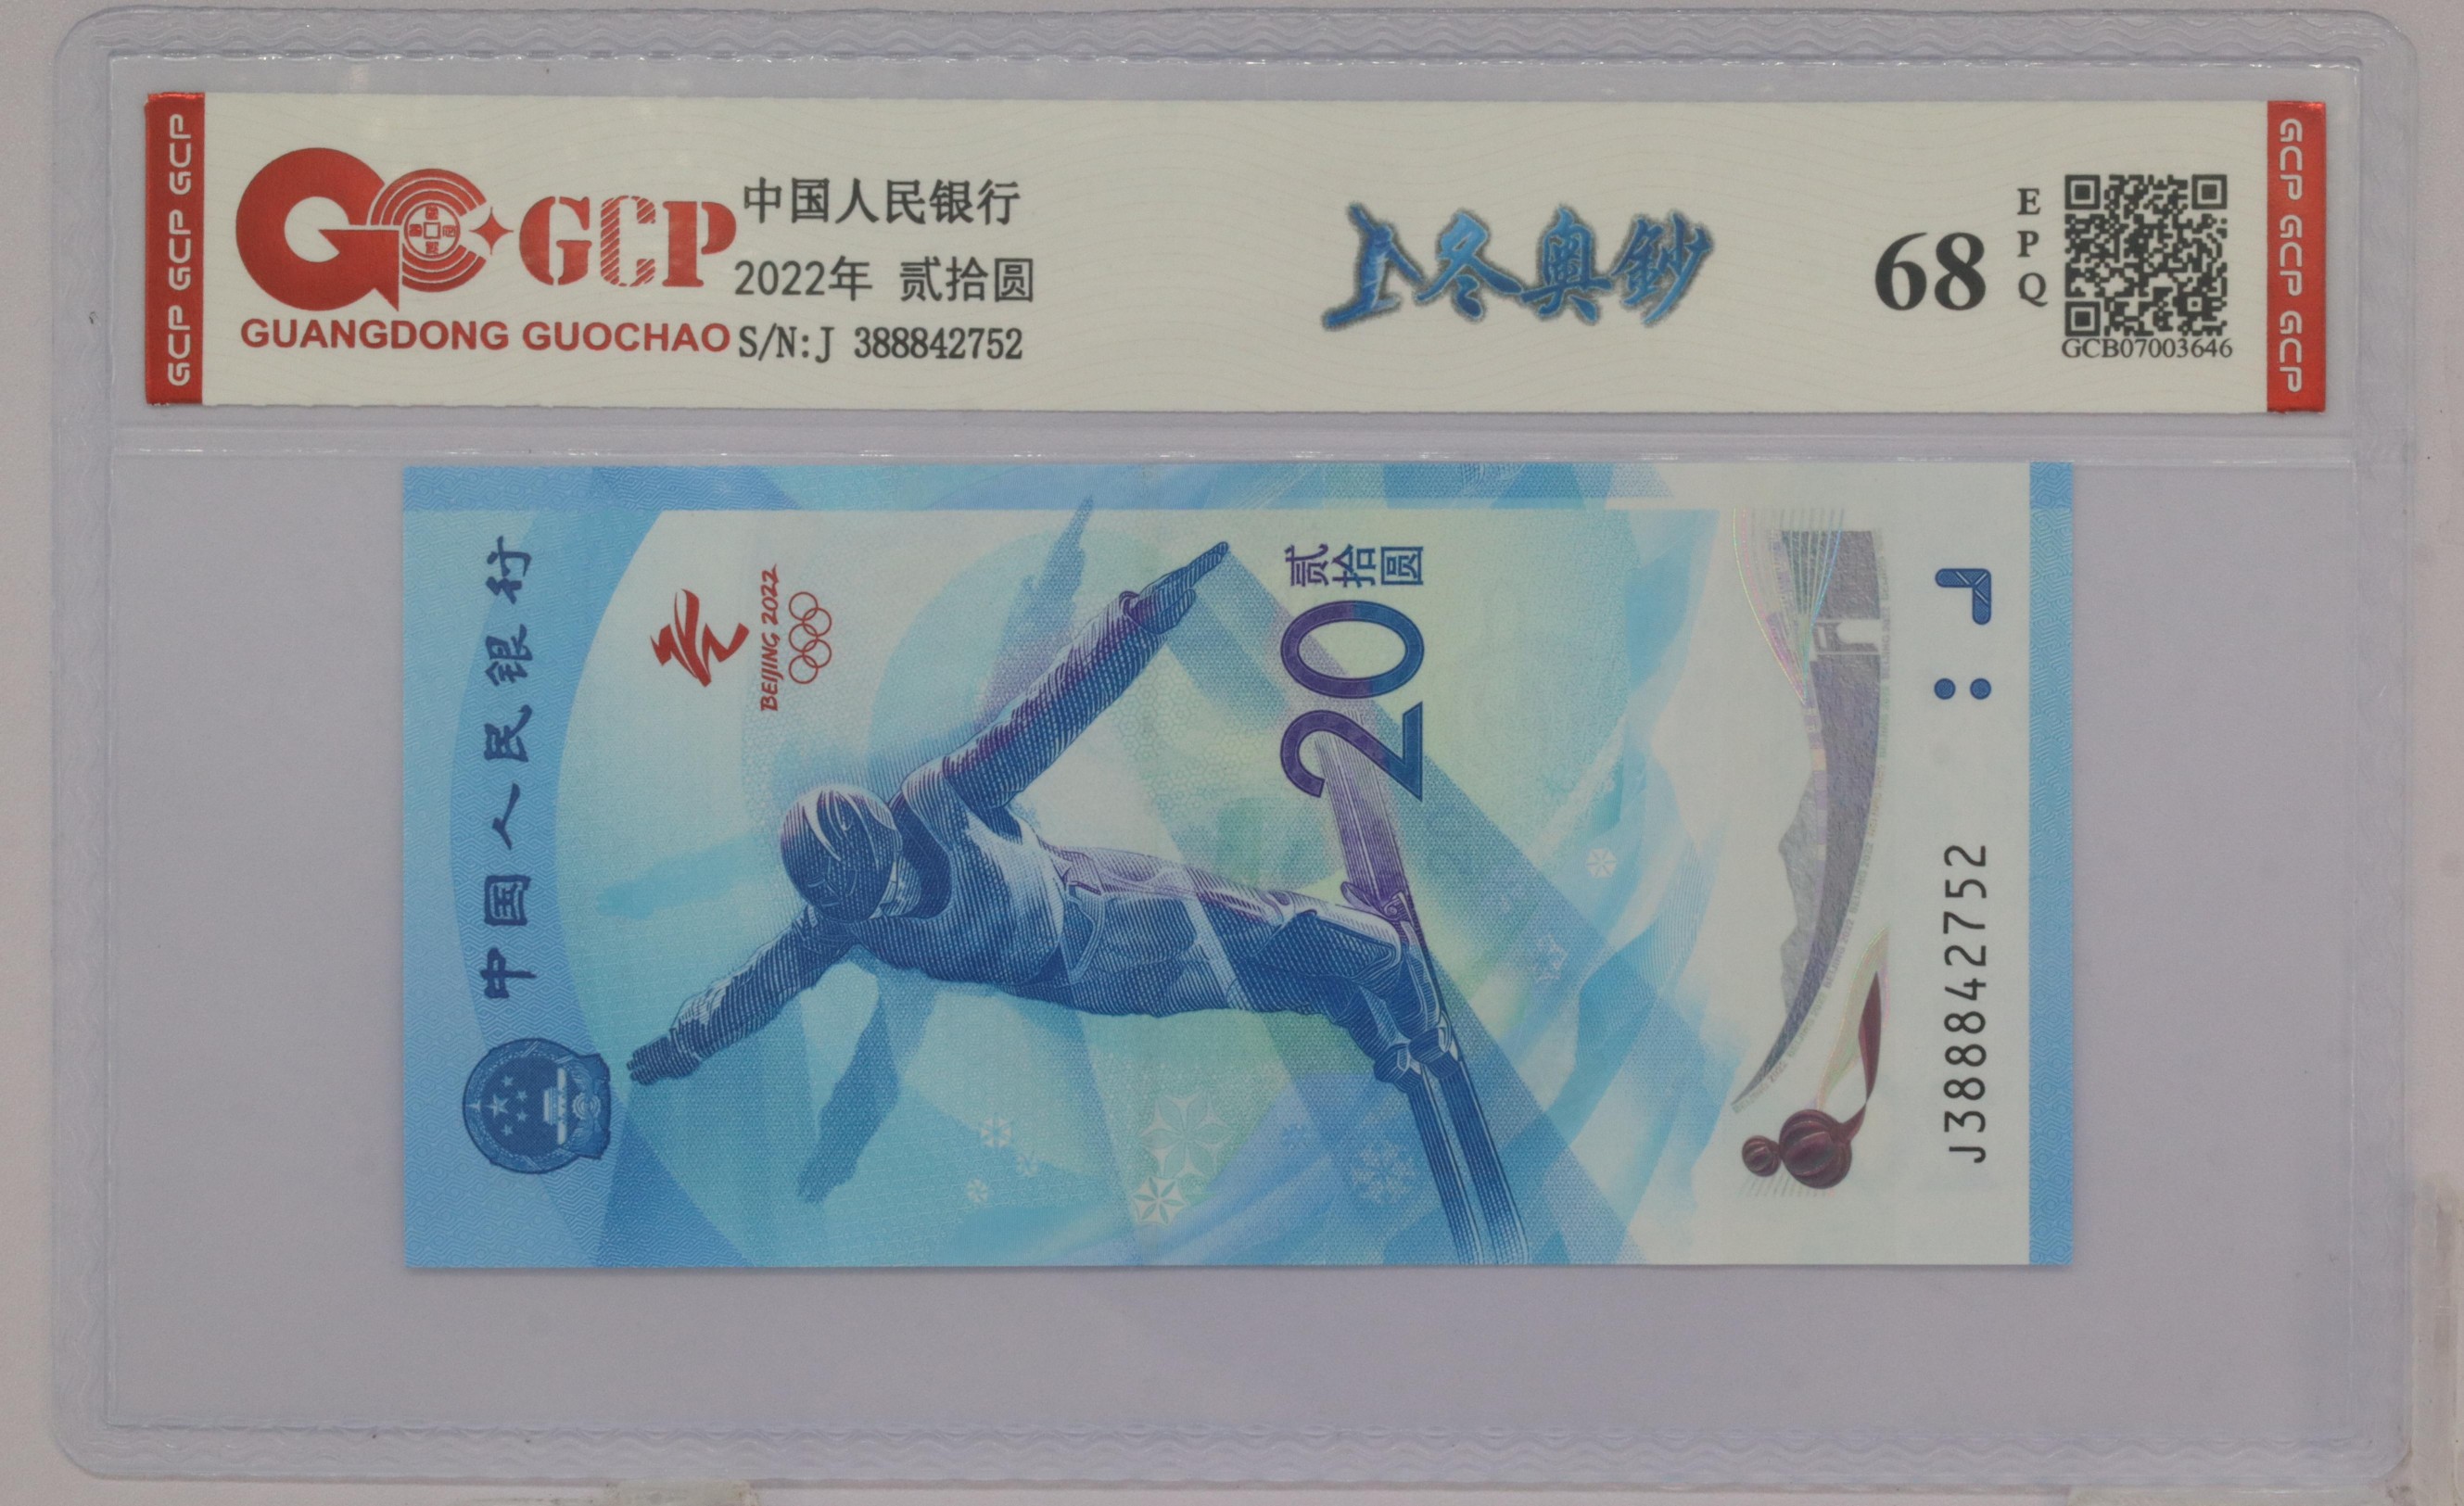 GCP GCP GCP
GCP
GUANGDONG GUOCHAO
中国人民银行
2022年 贰拾圆
S/N:J 388842752
冬奥鈔
68
EPQ
GCB07003646
GCP GCP GCP
中国人民银行
BEIJING 2022
贰拾圆
20
J388842752